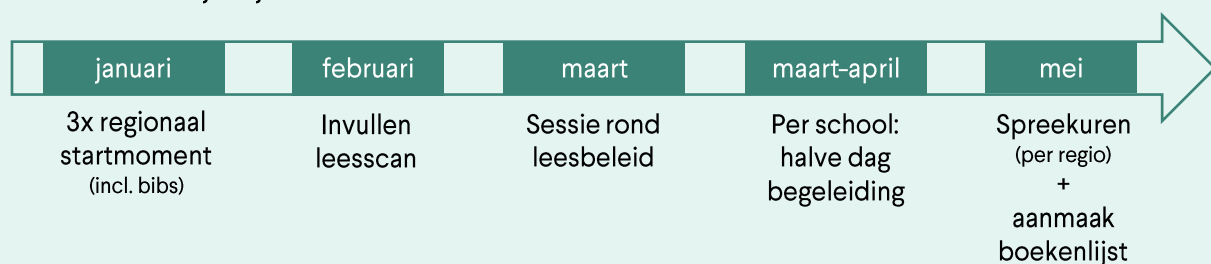 januari
3x regionaal
startmoment
(incl. bibs)
februari
Invullen
leesscan
maart
Sessie rond
leesbeleid
maart-april
Per school:
halve dag
begeleiding
mei
Spreekuren
(per regio)
+
aanmaak
boekenlijst